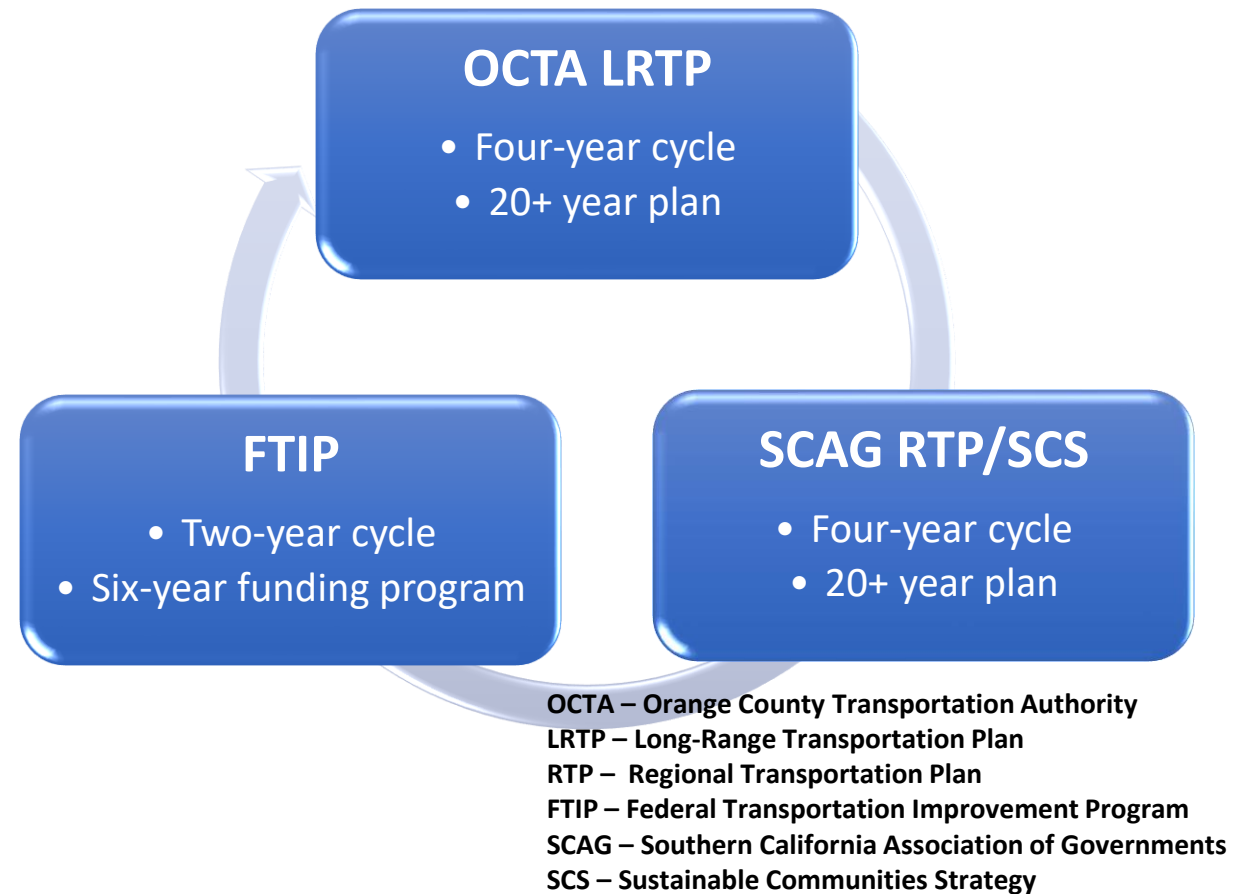 OCTA LRTP
• Four-year cycle
• 20+ year plan
FTIP
• Two-year cycle
• Six-year funding program
SCAG RTP/SCS
• Four-year cycle
• 20+ year plan
OCTA – Orange County Transportation Authority
LRTP – Long-Range Transportation Plan
RTP –  Regional Transportation Plan
FTIP – Federal Transportation Improvement Program
SCAG – Southern California Association of Governments
SCS – Sustainable Communities Strategy